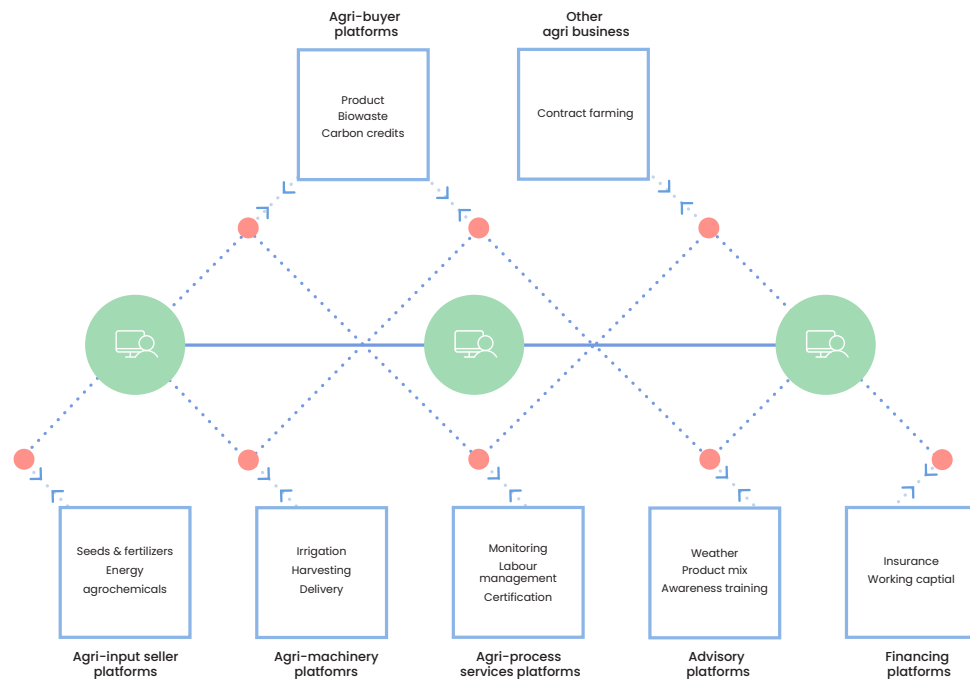 Agri-buyer
platforms
Other
agri business
Product
Biowaste
Carbon credits
Contract farming
Seeds & fertilizers
Energy
agrochemicals
Irrigation
Harvesting
Delivery
Monitoring
Labour
management
Certification
Weather
Product mix
Awareness training
Insurance
Working captial
Agri-input seller
platforms
Agri-machinery
platfomrs
Agri-process
services platforms
Advisory
platforms
Financing
platforms